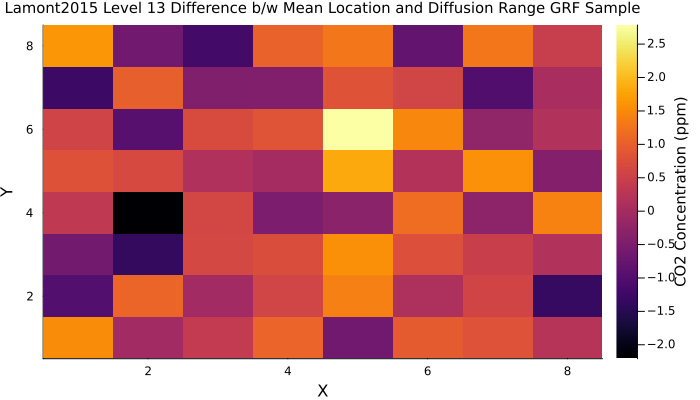 Lamont2015 Level 13 Difference b/w Mean Location and Diffusion Range GRF Sample
8
6
4
2
Y
2 4 6 8
X
2.5
2.0
1.5
1.0
0.5
0
−0.5
−1.0
−1.5
−2.0
CO2 Concentration (ppm)